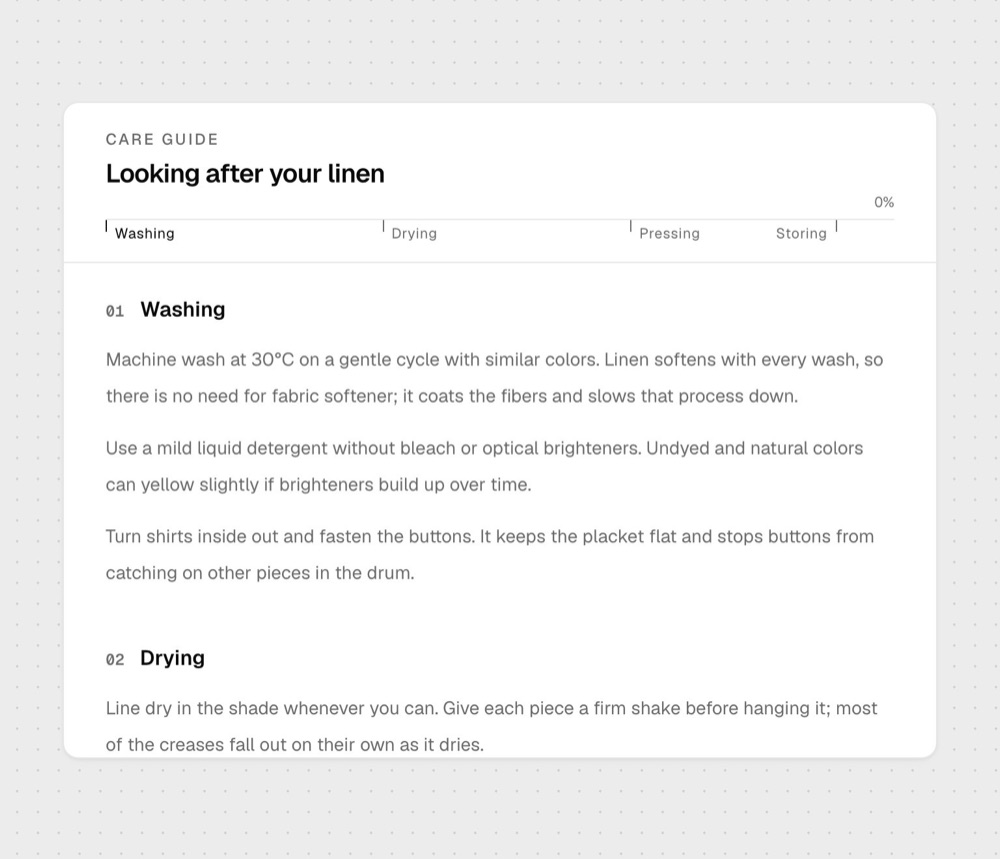 CARE GUIDE
Looking after your linen
0%
Washing
Drying
Pressing
Storing
01 Washing
Machine wash at 30°C on a gentle cycle with similar colors. Linen softens with every wash, so
there is no need for fabric softener; it coats the fibers and slows that process down.
Use a mild liquid detergent without bleach or optical brighteners. Undyed and natural colors
can yellow slightly if brighteners build up over time.
Turn shirts inside out and fasten the buttons. It keeps the placket flat and stops buttons from
catching on other pieces in the drum.
02 Drying
Line dry in the shade whenever you can. Give each piece a firm shake before hanging it; most
of the creases fall out on their own as it dries.